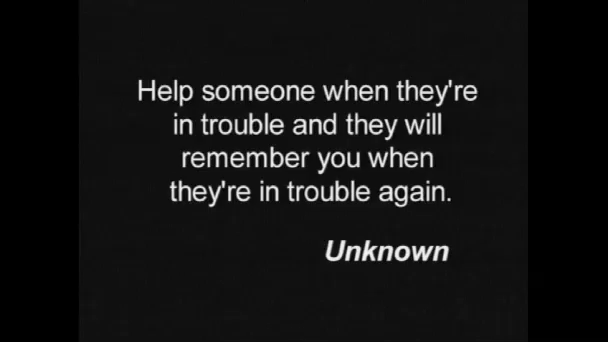 Help someone when they're
in trouble and they will
remember you when
they're in trouble again.
Unknown